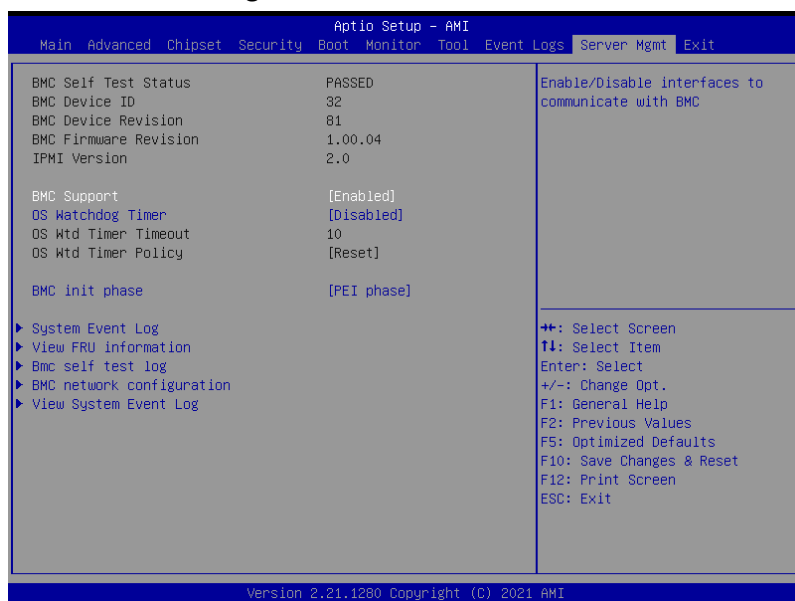 Aptio Setup - AMI
Main Advanced Chipset Security Boot Monitor Tool Event Logs Server Mgmt Exit
BMC Self Test Status PASSED
BMC Device ID 32
BMC Device Revision 81
BMC Firmware Revision 1.00.04
IPMI Version 2.0
BMC Support [Enabled]
OS Watchdog Timer [Disabled]
OS Wtd Timer Timeout 10
OS Wtd Timer Policy [Reset]
BMC init phase [PEI phase]
System Event Log
View FRU information
Bmc self test log
BMC network configuration
View System Event Log
Enable/Disable interfaces to
communicate with BMC
→←: Select Screen
↑↓: Select Item
Enter: Select
+/-: Change Opt.
F1: General Help
F2: Previous Values
F5: Optimized Defaults
F10: Save Changes & Reset
F12: Print Screen
ESC: Exit
Version 2.21.1280 Copyright (C) 2021 AMI